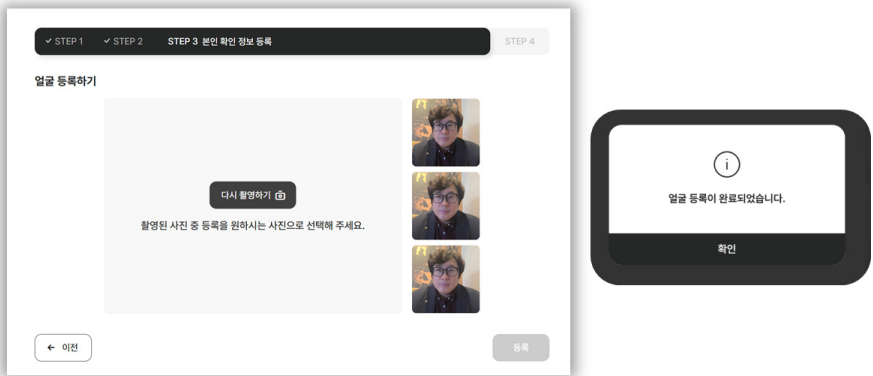 STEP 1 STEP 2 STEP 3 본인 확인 정보 등록 STEP 4
얼굴 등록하기
다시 촬영하기
촬영된 사진 중 등록을 원하시는 사진으로 선택해 주세요.
이전
등록
얼굴 등록이 완료되었습니다.
확인